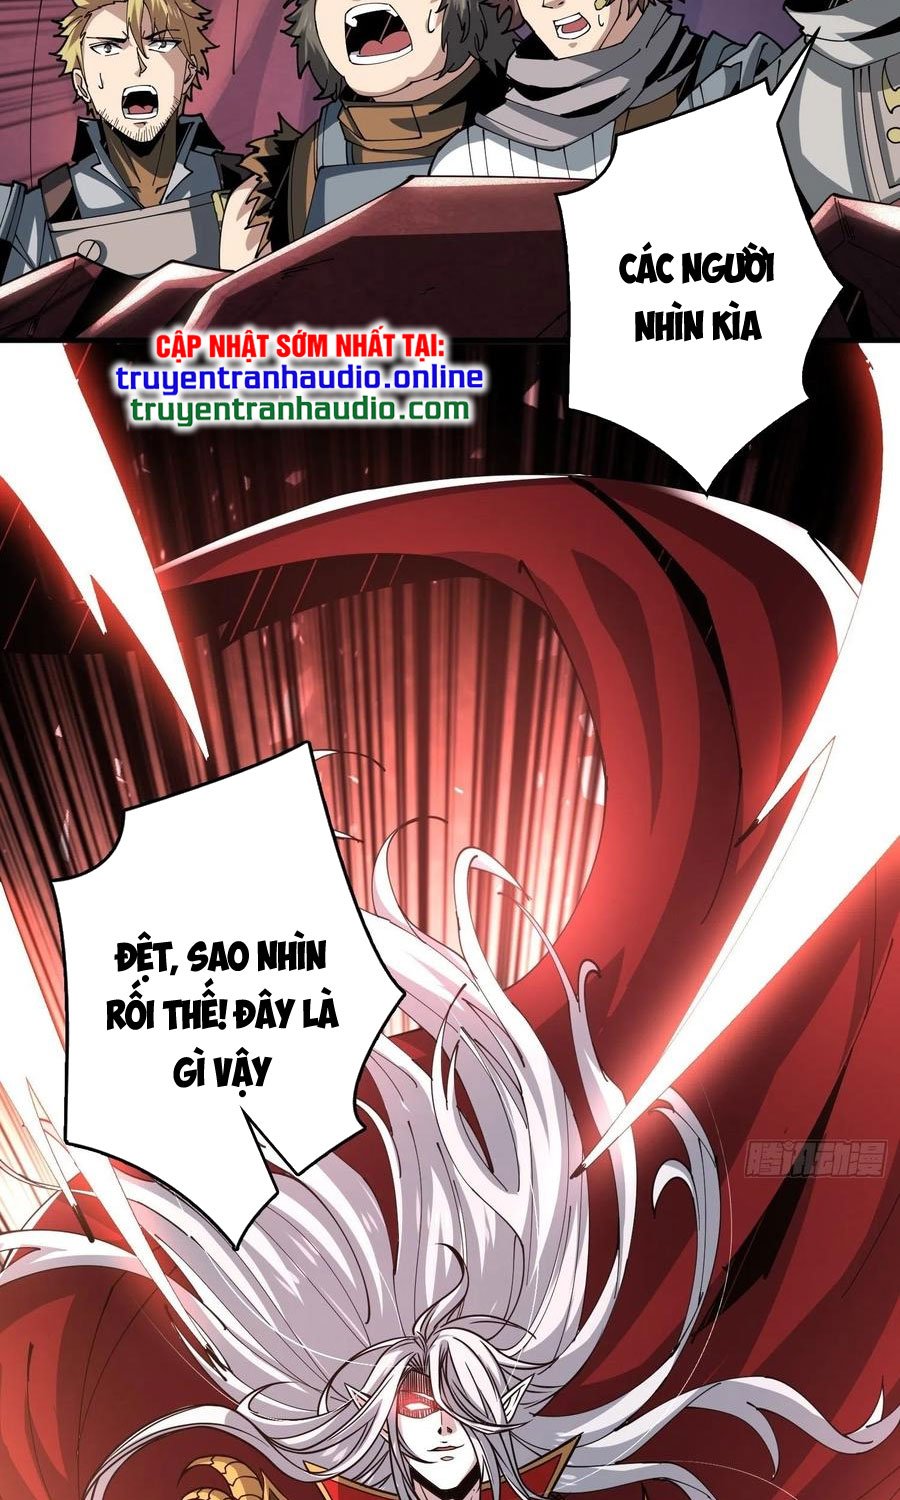 CÁC NGƯỜI
NHÌN KÌA
CẬP NHẬT SỚM NHẤT TẠI:
truyentranhaudio.online
truyentranhaudio.com
ĐỆT, SAO NHÌN
RỐI THẾ! ĐÂY LÀ
GÌ VẬY
腾讯动漫